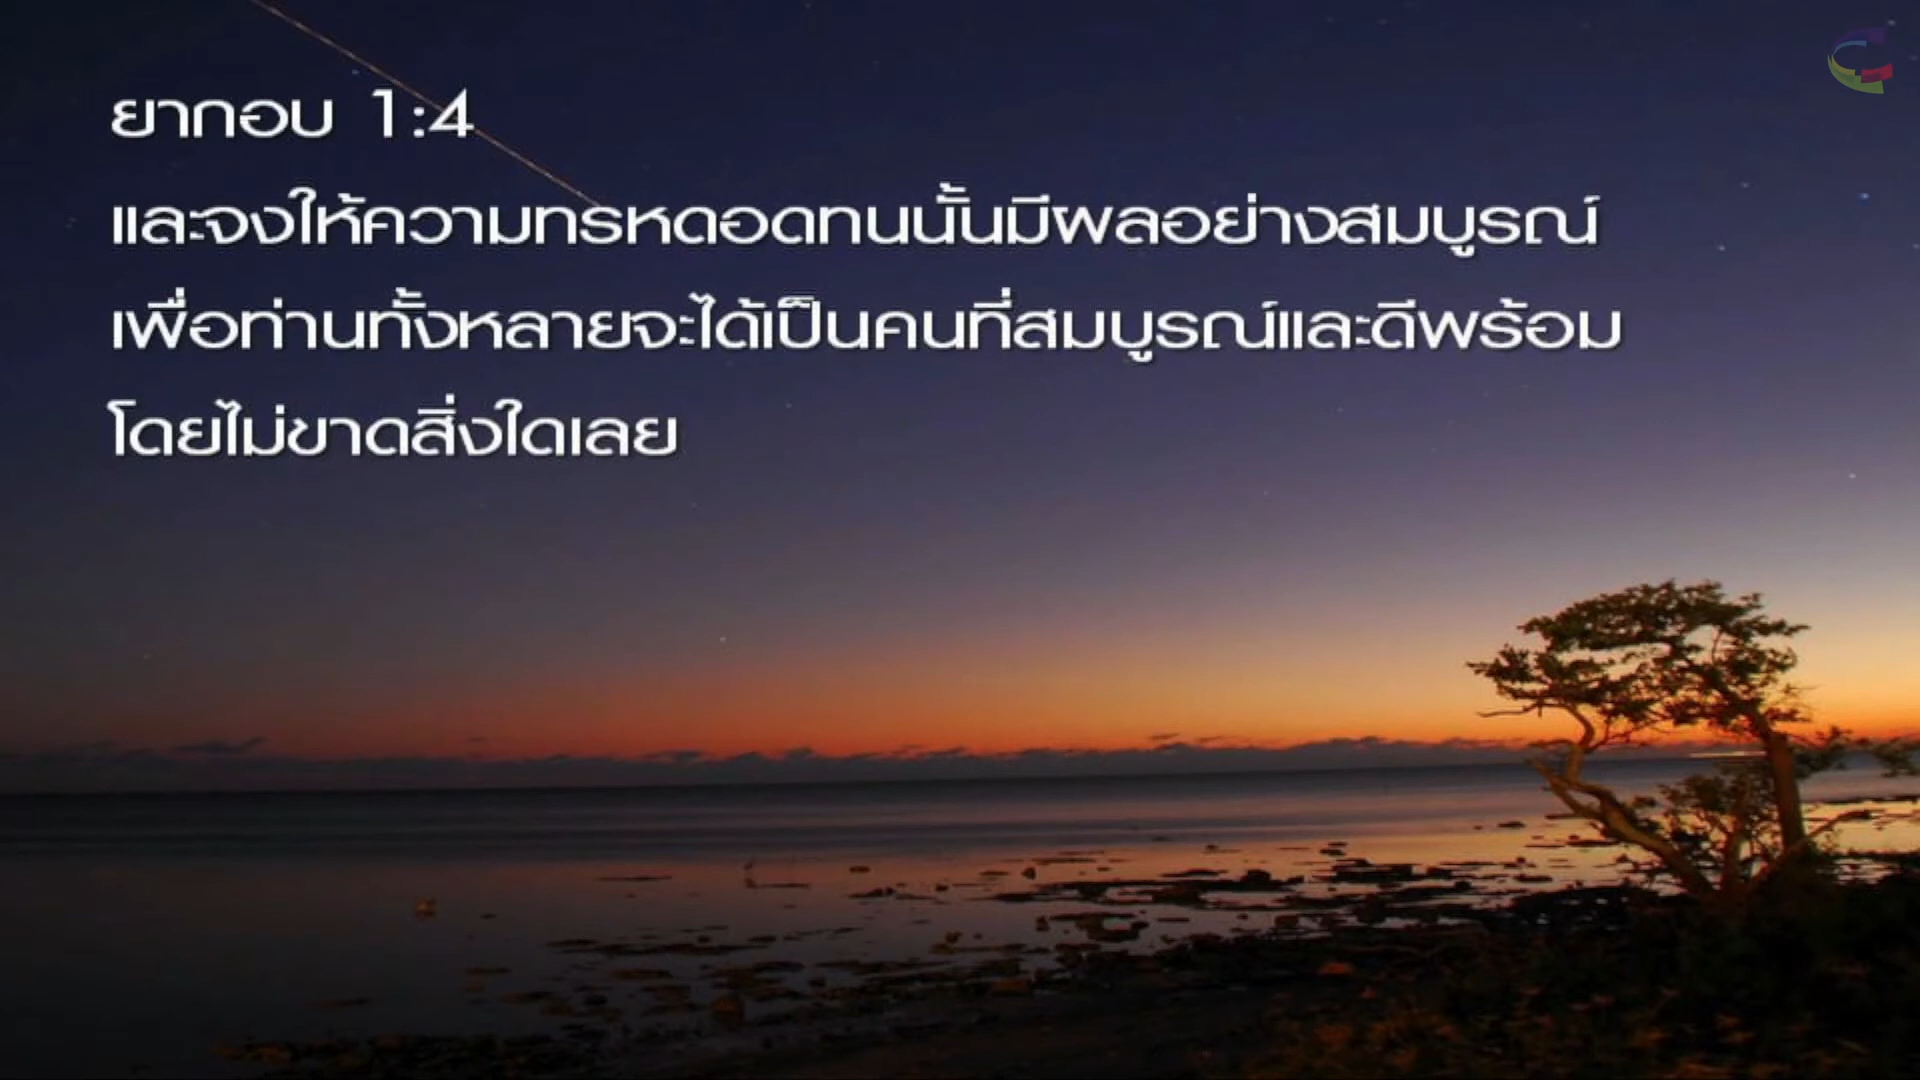 ยากอบ 1:4
และจงให้ความทรหดอดทนนั้นมีผลอย่างสมบูรณ์
เพื่อท่านทั้งหลายจะได้เป็นคนที่สมบูรณ์และดีพร้อม
โดยไม่ขาดสิ่งใดเลย